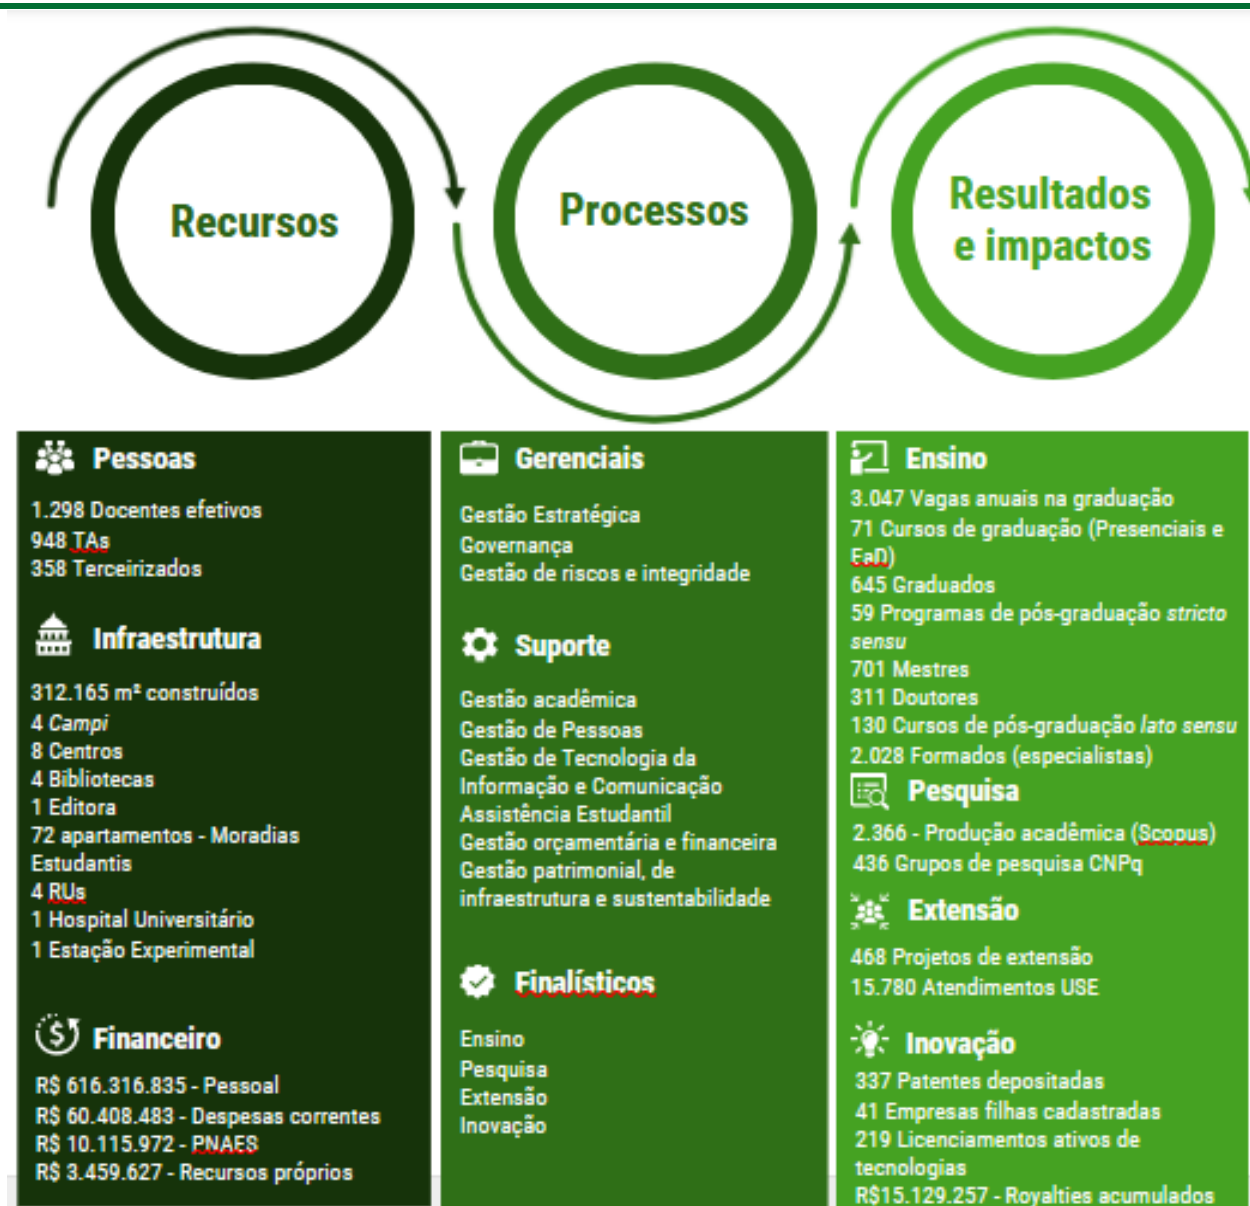 Recursos
Processos
Resultados
e impactos
Pessoas
1.298 Docentes efetivos
948 TAs
358 Terceirizados
Infraestrutura
312.165 m² construídos
4 Campi
8 Centros
4 Bibliotecas
1 Editora
72 apartamentos - Moradias
Estudantis
4 RUs
1 Hospital Universitário
1 Estação Experimental
Financeiro
R$ 616.316.835 - Pessoal
R$ 60.408.483 - Despesas correntes
R$ 10.115.972 - PNAES
R$ 3.459.627 - Recursos próprios
Gerenciais
Gestão Estratégica
Governança
Gestão de riscos e integridade
Suporte
Gestão acadêmica
Gestão de Pessoas
Gestão de Tecnologia da
Informação e Comunicação
Assistência Estudantil
Gestão orçamentária e financeira
Gestão patrimonial, de
infraestrutura e sustentabilidade
Finalísticos
Ensino
Pesquisa
Extensão
Inovação
Ensino
3.047 Vagas anuais na graduação
71 Cursos de graduação (Presenciais e
EaD)
645 Graduados
59 Programas de pós-graduação stricto
sensu
701 Mestres
311 Doutores
130 Cursos de pós-graduação lato sensu
2.028 Formados (especialistas)
Pesquisa
2.366 - Produção acadêmica (Scopus)
436 Grupos de pesquisa CNPq
Extensão
468 Projetos de extensão
15.780 Atendimentos USE
Inovação
337 Patentes depositadas
41 Empresas filhas cadastradas
219 Licenciamentos ativos de
tecnologias
R$15.129.257 - Royalties acumulados